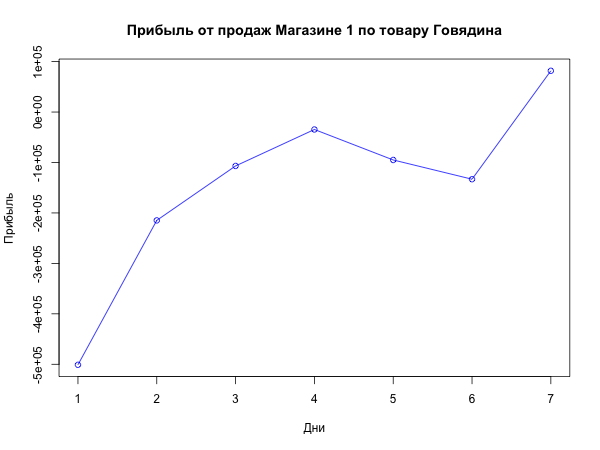 Прибыль от продаж Магазине 1 по товару Говядина
Прибыль
1e+05
0e+00
-1e+05
-2e+05
-3e+05
-4e+05
-5e+05
1 2 3 4 5 6 7
Дни